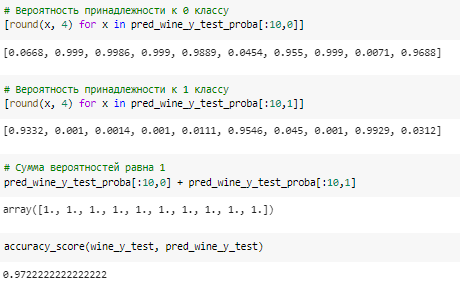 # Вероятность принадлежности к 0 классу
[round(x, 4) for x in pred_wine_y_test_proba[:10,0]]
[0.0668, 0.999, 0.9986, 0.999, 0.9889, 0.0454, 0.955, 0.999, 0.0071, 0.9688]
# Вероятность принадлежности к 1 классу
[round(x, 4) for x in pred_wine_y_test_proba[:10,1]]
[0.9332, 0.001, 0.0014, 0.001, 0.0111, 0.9546, 0.045, 0.001, 0.9929, 0.0312]
# Сумма вероятностей равна 1
pred_wine_y_test_proba[:10,0] + pred_wine_y_test_proba[:10,1]
array([1., 1., 1., 1., 1., 1., 1., 1., 1., 1.])
accuracy_score(wine_y_test, pred_wine_y_test)
0.9722222222222222